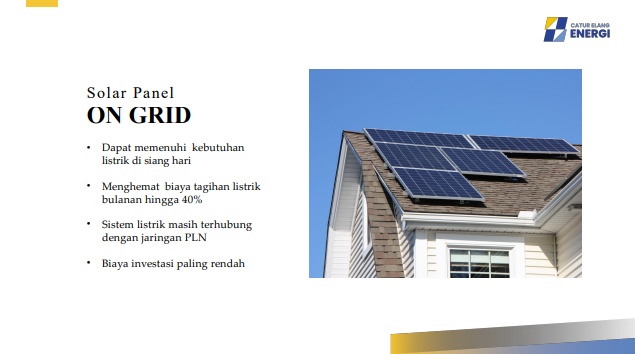 CATUR ELANG
ENERGI
Solar Panel
ON GRID
• Dapat memenuhi kebutuhan
listrik di siang hari
• Menghemat biaya tagihan listrik
bulanan hingga 40%
• Sistem listrik masih terhubung
dengan jaringan PLN
• Biaya investasi paling rendah